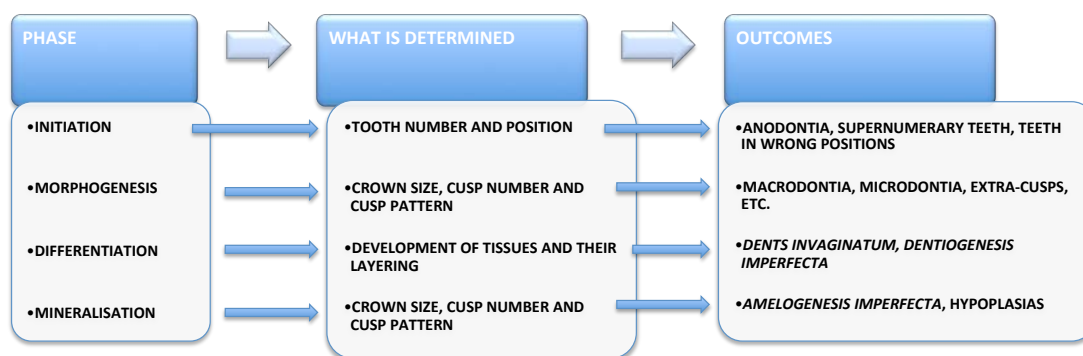 PHASE
WHAT IS DETERMINED
OUTCOMES
•INITIATION
•TOOTH NUMBER AND POSITION
•ANODONTIA, SUPERNUMERARY TEETH, TEETH
IN WRONG POSITIONS
•MORPHOGENESIS
•CROWN SIZE, CUSP NUMBER AND
CUSP PATTERN
•MACRODONTIA, MICRODONTIA, EXTRA-CUSPS,
ETC.
•DIFFERENTIATION
•DEVELOPMENT OF TISSUES AND THEIR
LAYERING
•DENTS INVAGINATUM, DENTIOGENESIS
IMPERFECTA
•MINERALISATION
•CROWN SIZE, CUSP NUMBER AND
CUSP PATTERN
•AMELOGENESIS IMPERFECTA, HYPOPLASIAS